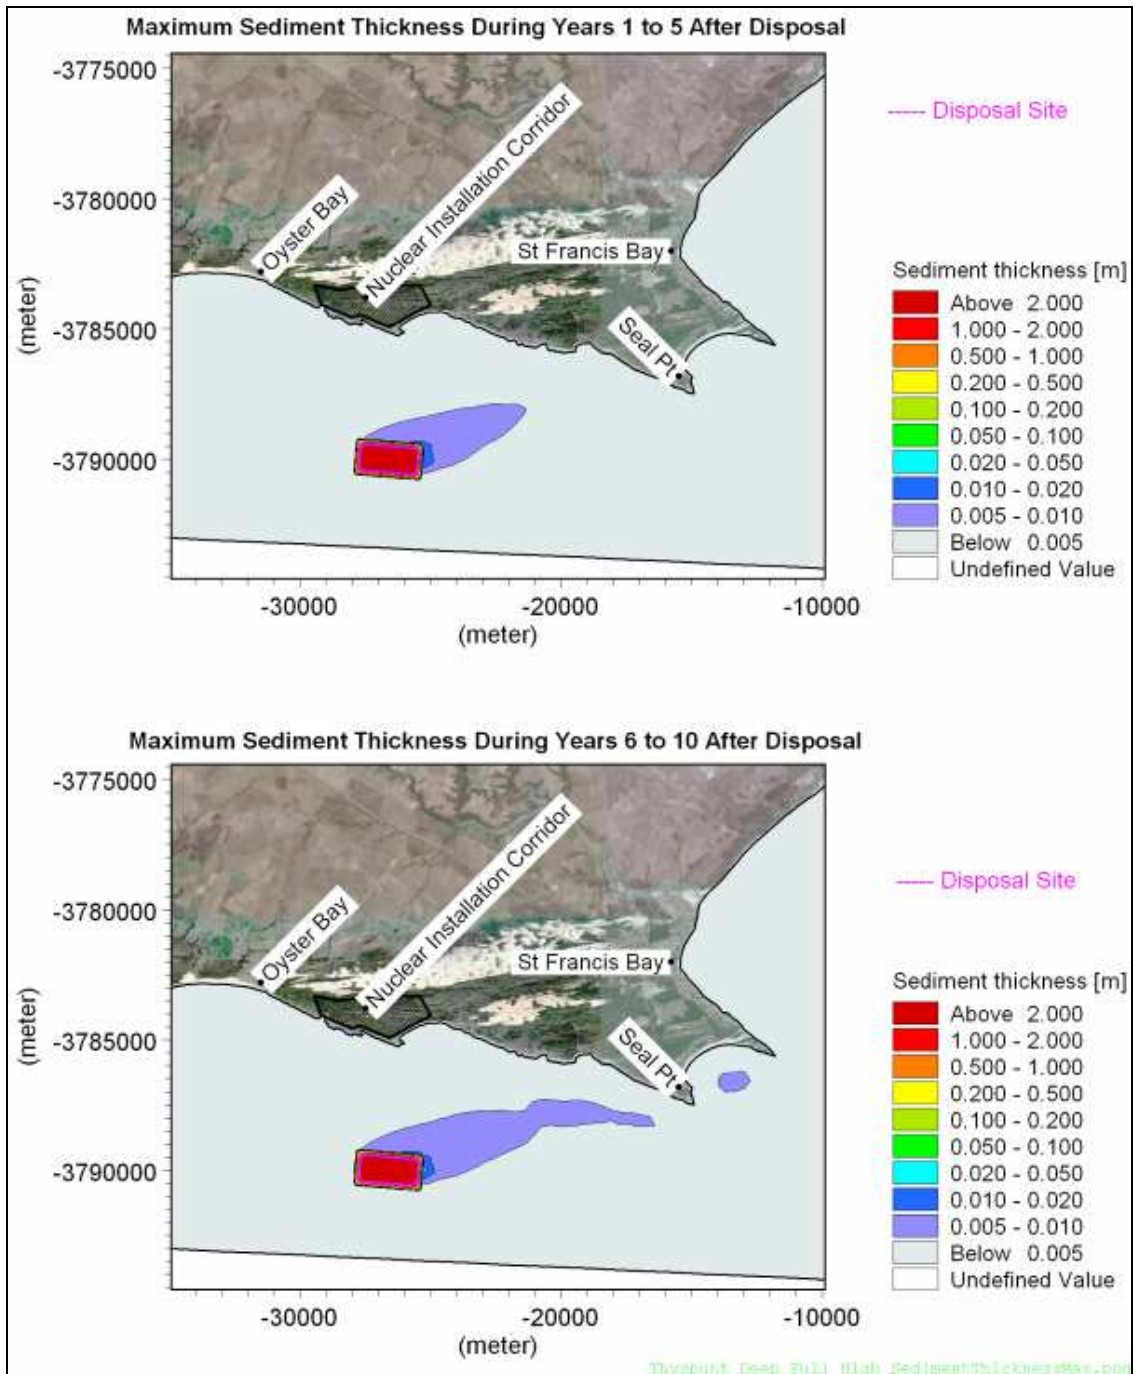 Maximum Sediment Thickness During Years 1 to 5 After Disposal
-3775000
-3780000
-3785000
-3790000
(meter)
Oyster Bay
Nuclear Installation Corridor
St Francis Bay
Seal Pt
-30000 -20000 -10000
(meter)
----- Disposal Site
Sediment thickness [m]
Above 2.000
1.000 - 2.000
0.500 - 1.000
0.200 - 0.500
0.100 - 0.200
0.050 - 0.100
0.020 - 0.050
0.010 - 0.020
0.005 - 0.010
Below 0.005
Undefined Value
Maximum Sediment Thickness During Years 6 to 10 After Disposal
-3775000
-3780000
-3785000
-3790000
(meter)
Oyster Bay
Nuclear Installation Corridor
St Francis Bay
Seal Pt
-30000 -20000 -10000
(meter)
----- Disposal Site
Sediment thickness [m]
Above 2.000
1.000 - 2.000
0.500 - 1.000
0.200 - 0.500
0.100 - 0.200
0.050 - 0.100
0.020 - 0.050
0.010 - 0.020
0.005 - 0.010
Below 0.005
Undefined Value
Thyspunt_Deep_Full_High_SedimentThicknessMax.png